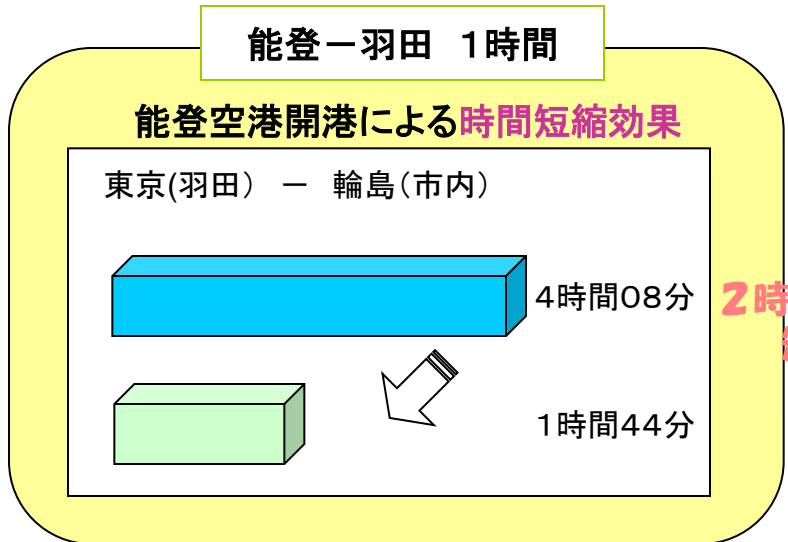 能登－羽田　1時間
能登空港開港による時間短縮効果
東京(羽田）　－　輪島（市内）
4時間08分
2時
1時間44分